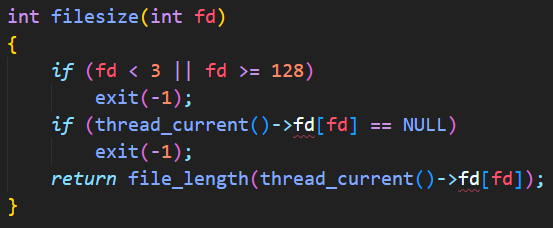 int filesize(int fd)
{
    if (fd < 3 || fd >= 128)
        exit(-1);
    if (thread_current()->fd[fd] == NULL)
        exit(-1);
    return file_length(thread_current()->fd[fd]);
}